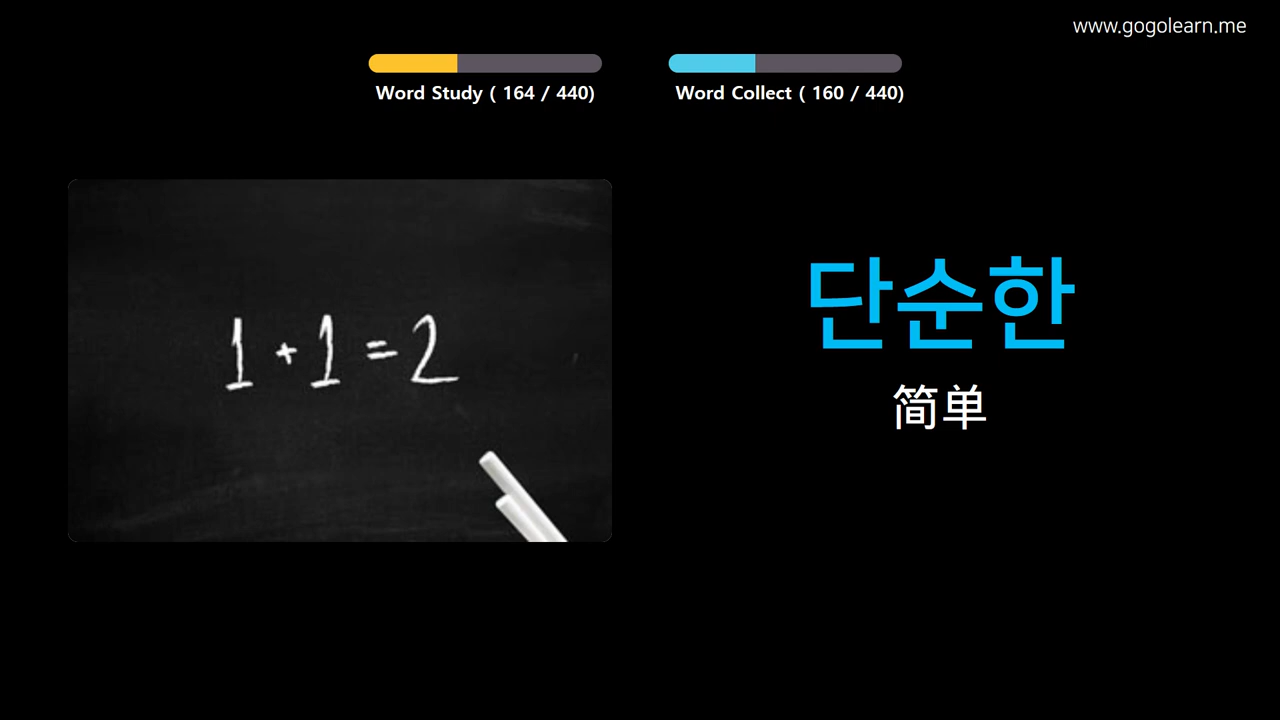 www.gogolearn.me
Word Study ( 164 / 440)
Word Collect ( 160 / 440)
1 + 1 = 2
단순한
简单